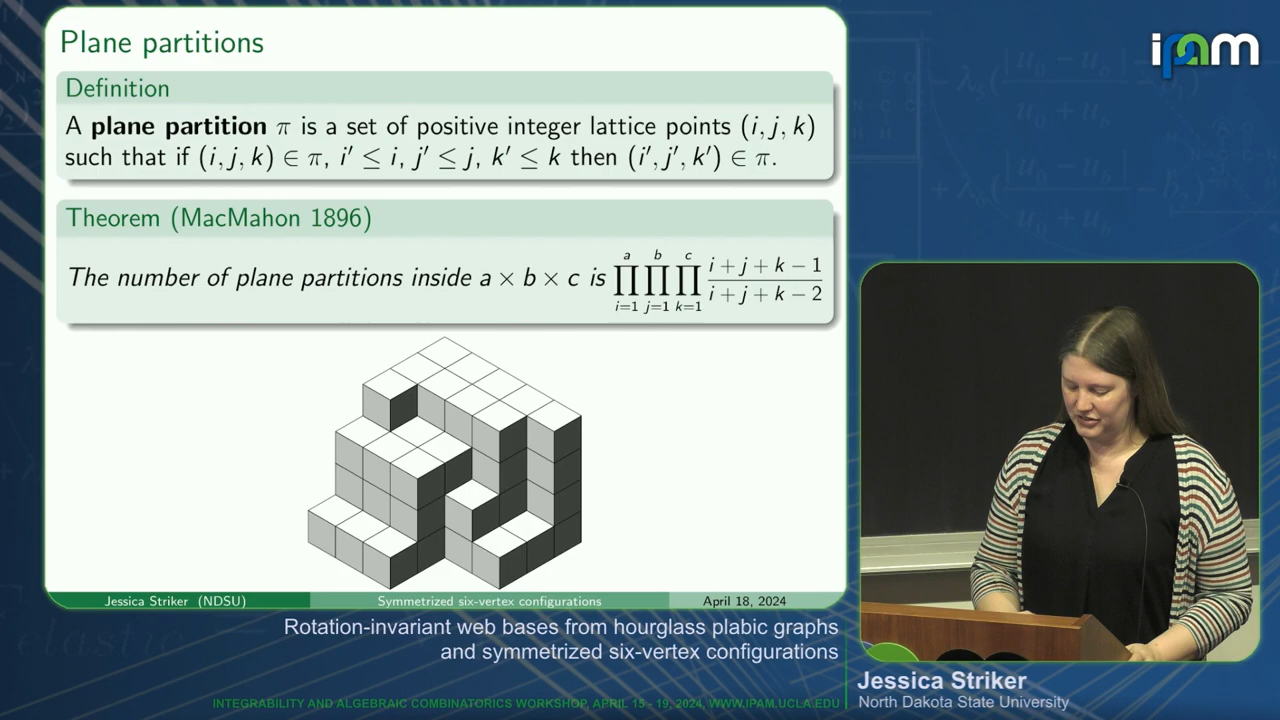 Plane partitions
Definition
A plane partition π is a set of positive integer lattice points (i, j, k)
such that if (i, j, k) ∈ π, i′ ≤ i, j′ ≤ j, k′ ≤ k then (i′, j′, k′) ∈ π.
Theorem (MacMahon 1896)
The number of plane partitions inside a × b × c is ∏_{i=1}^{a} ∏_{j=1}^{b} ∏_{k=1}^{c} (i + j + k − 1)/(i + j + k − 2)
Jessica Striker (NDSU) Symmetrized six-vertex configurations April 18, 2024
ipam
Rotation-invariant web bases from hourglass plabic graphs
and symmetrized six-vertex configurations
Jessica Striker
North Dakota State University
INTEGRABILITY AND ALGEBRAIC COMBINATORICS WORKSHOP, APRIL 15 - 19, 2024, WWW.IPAM.UCLA.EDU